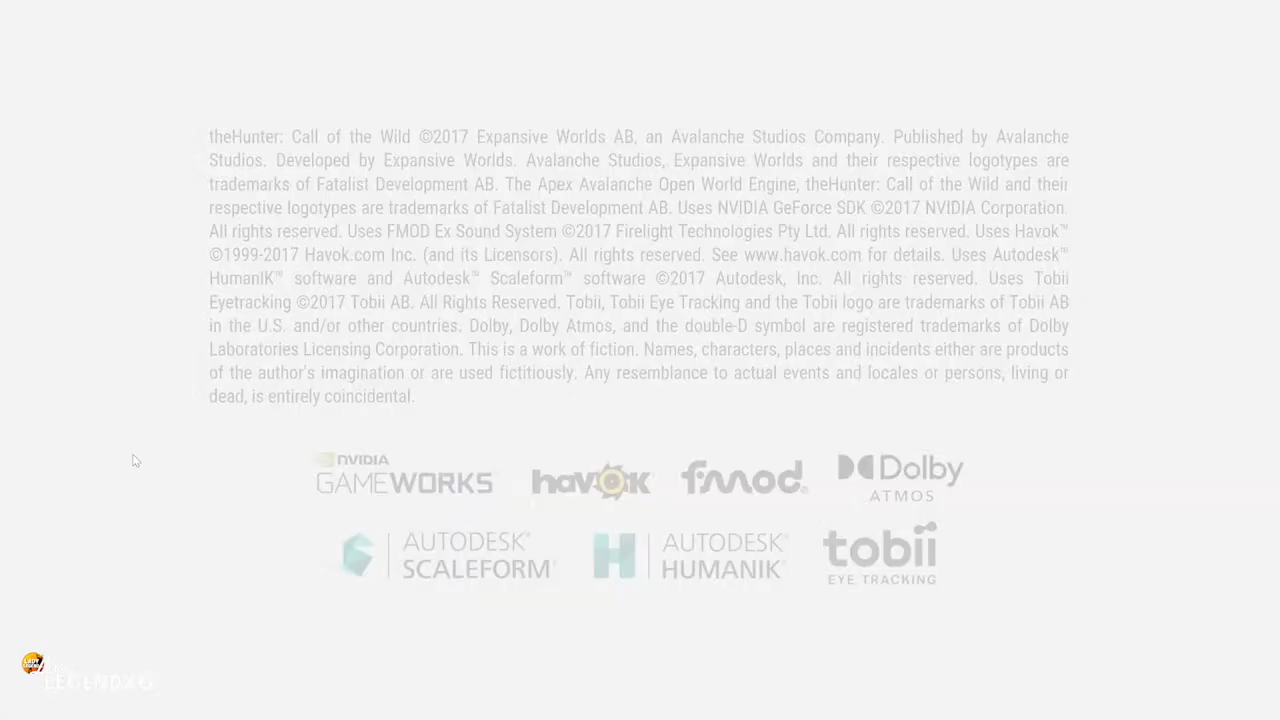 theHunter: Call of the Wild ©2017 Expansive Worlds AB, an Avalanche Studios Company. Published by Avalanche
Studios. Developed by Expansive Worlds. Avalanche Studios, Expansive Worlds and their respective logotypes are
trademarks of Fatalist Development AB. The Apex Avalanche Open World Engine, theHunter: Call of the Wild and their
respective logotypes are trademarks of Fatalist Development AB. Uses NVIDIA GeForce SDK ©2017 NVIDIA Corporation.
All rights reserved. Uses FMOD Ex Sound System ©2017 Firelight Technologies Pty Ltd. All rights reserved. Uses Havok™
©1999-2017 Havok.com Inc. (and its Licensors). All rights reserved. See www.havok.com for details. Uses Autodesk™
HumanIK™ software and Autodesk™ Scaleform™ software ©2017 Autodesk, Inc. All rights reserved. Uses Tobii
Eyetracking ©2017 Tobii AB. All Rights Reserved. Tobii, Tobii Eye Tracking and the Tobii logo are trademarks of Tobii AB
in the U.S. and/or other countries. Dolby, Dolby Atmos, and the double-D symbol are registered trademarks of Dolby
Laboratories Licensing Corporation. This is a work of fiction. Names, characters, places and incidents either are products
of the author's imagination or are used fictitiously. Any resemblance to actual events and locales or persons, living or
dead, is entirely coincidental.
NVIDIA
GAMEWORKS
havok
fmod
Dolby
ATMOS
AUTODESK®
SCALEFORM®
AUTODESK®
HUMANIK®
tobii
EYE TRACKING